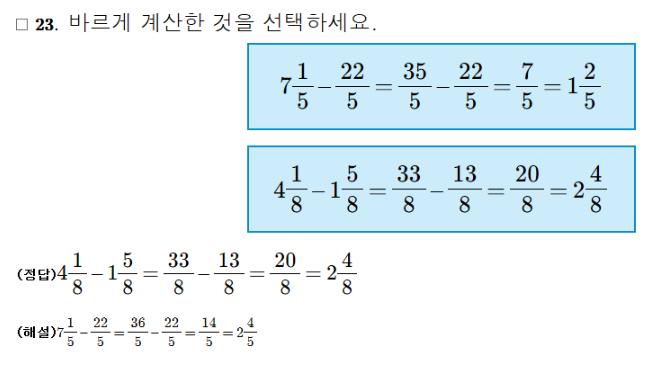 □ 23. 바르게 계산한 것을 선택하세요.
7 1/5 − 22/5 = 35/5 − 22/5 = 7/5 = 1 2/5
4 1/8 − 1 5/8 = 33/8 − 13/8 = 20/8 = 2 4/8
(정답)4 1/8 − 1 5/8 = 33/8 − 13/8 = 20/8 = 2 4/8
(해설)7 1/5 − 22/5 = 36/5 − 22/5 = 14/5 = 2 4/5